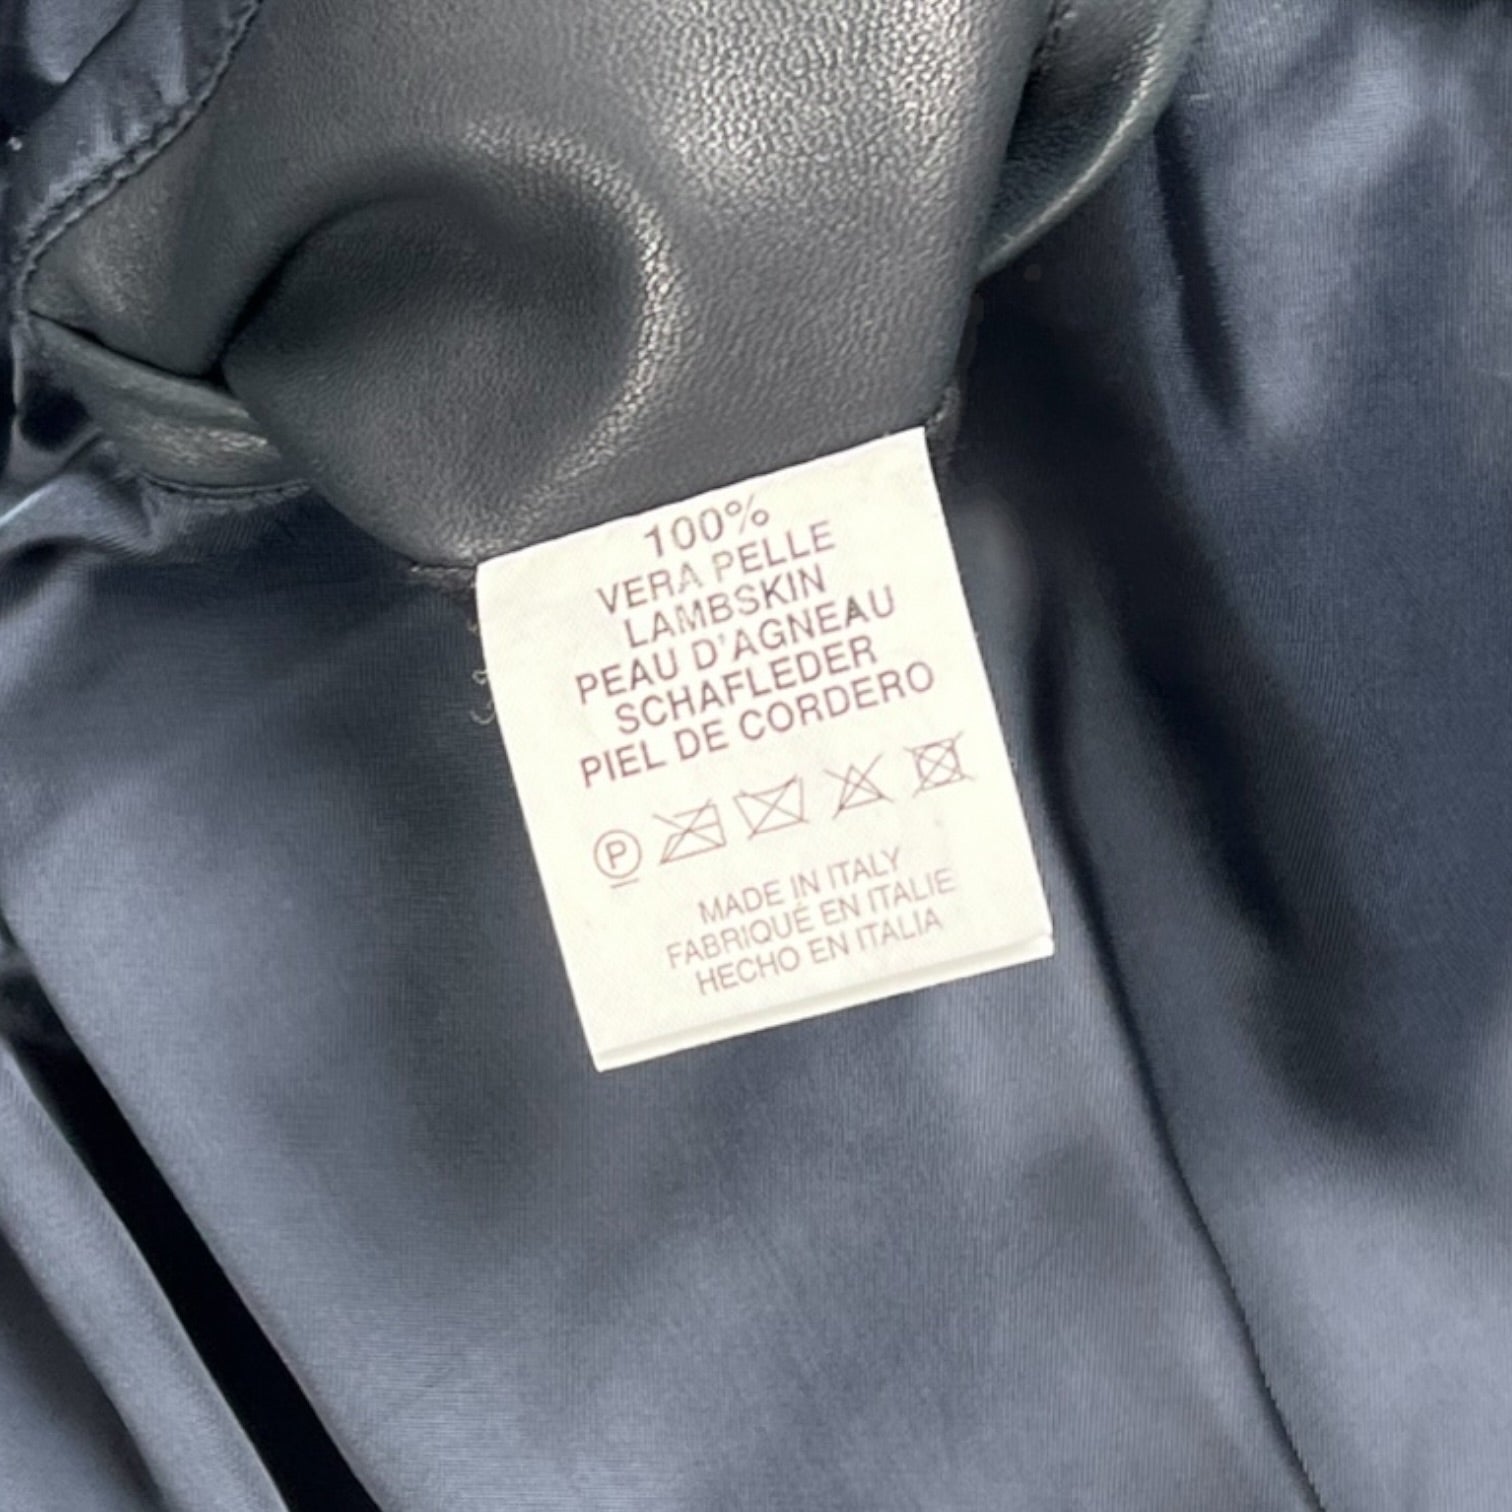 100%
VERA PELLE
LAMBSKIN
PEAU D'AGNEAU
SCHAFLEDER
PIEL DE CORDERO
P
MADE IN ITALY
FABRIQUÉ EN ITALIE
HECHO EN ITALIA